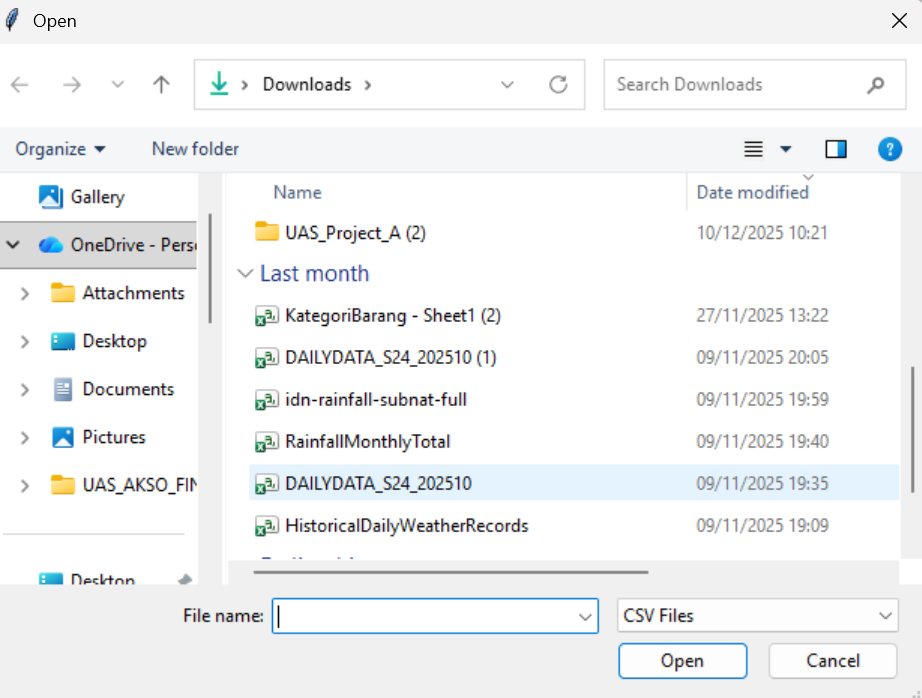 Open
Downloads
Search Downloads
Organize
New folder
?
Name
Date modified
Gallery
OneDrive - Pers
Attachments
Desktop
Documents
Pictures
UAS_AKSO_FIN
Desktop
UAS_Project_A (2) 10/12/2025 10:21
Last month
KategoriBarang - Sheet1 (2) 27/11/2025 13:22
DAILYDATA_S24_202510 (1) 09/11/2025 20:05
idn-rainfall-subnat-full 09/11/2025 19:59
RainfallMonthlyTotal 09/11/2025 19:40
DAILYDATA_S24_202510 09/11/2025 19:35
HistoricalDailyWeatherRecords 09/11/2025 19:09
File name:
CSV Files
Open
Cancel